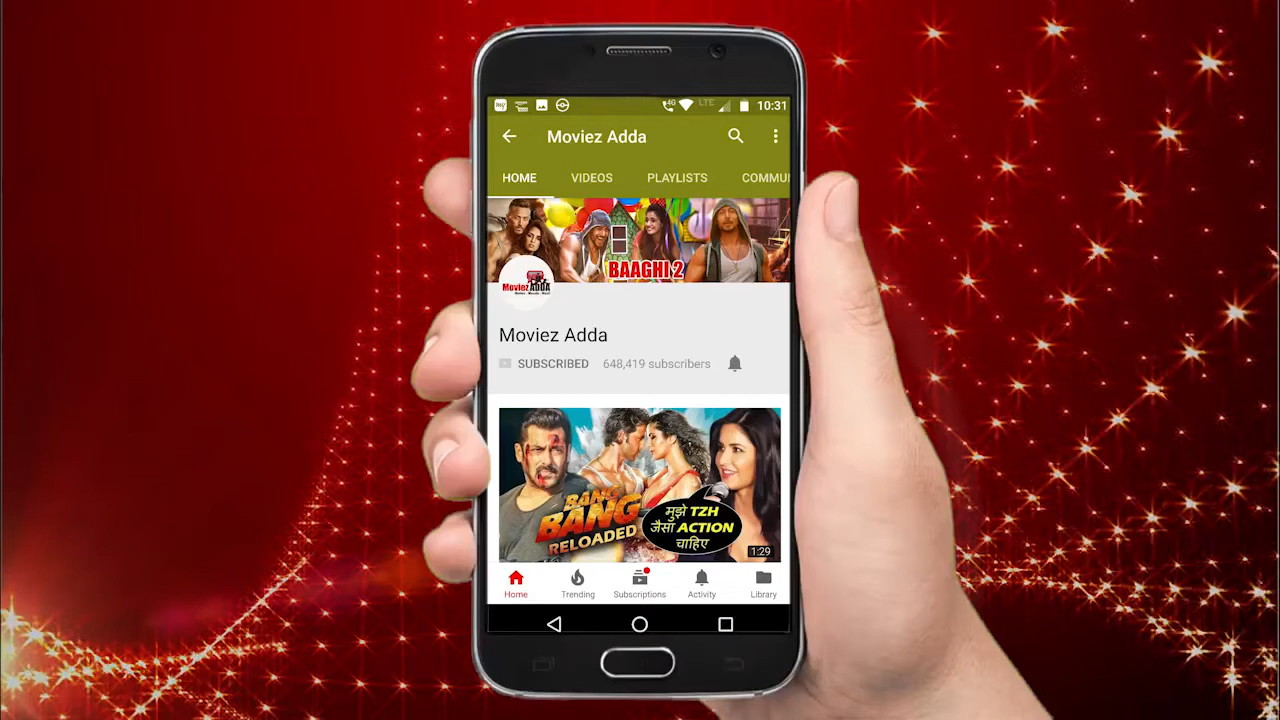 LTE 10:31
Moviez Adda
HOME VIDEOS PLAYLISTS COMMU
BAAGHI 2
Moviez ADDA
Moviez Adda
SUBSCRIBED 648,419 subscribers
BANG
BANG
RELOADED
मुझे TZH
जैसा ACTION
चाहिए
1:29
Home Trending Subscriptions Activity Library